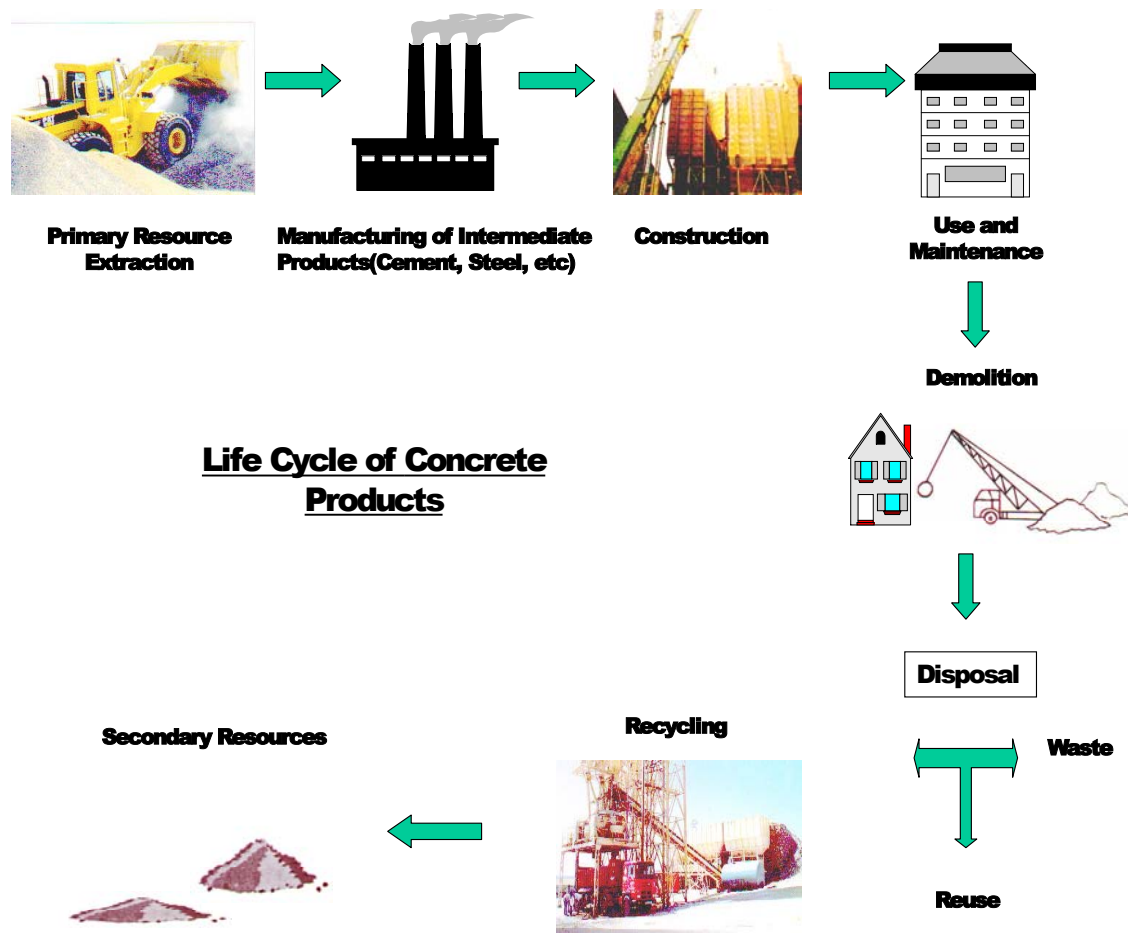 Primary Resource
Extraction
Manufacturing of Intermediate
Products(Cement, Steel, etc)
Construction
Use and
Maintenance
Demolition
Life Cycle of Concrete
Products
Disposal
Secondary Resources
Recycling
Waste
Reuse